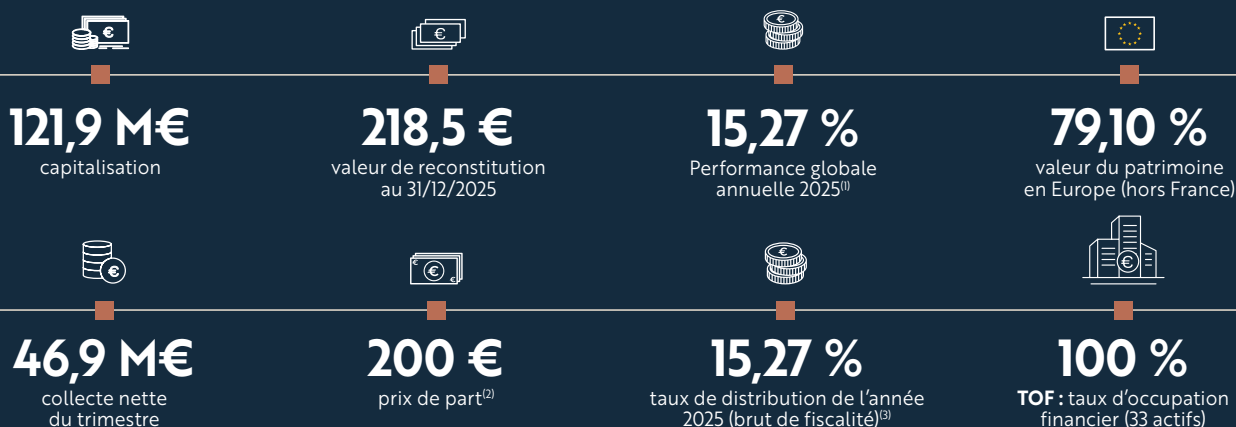 121,9 M€
capitalisation
218,5 €
valeur de reconstitution
au 31/12/2025
15,27 %
Performance globale
annuelle 2025(1)
79,10 %
valeur du patrimoine
en Europe (hors France)
46,9 M€
collecte nette
du trimestre
200 €
prix de part(2)
15,27 %
taux de distribution de l'année
2025 (brut de fiscalité)(3)
100 %
TOF : taux d'occupation
financier (33 actifs)